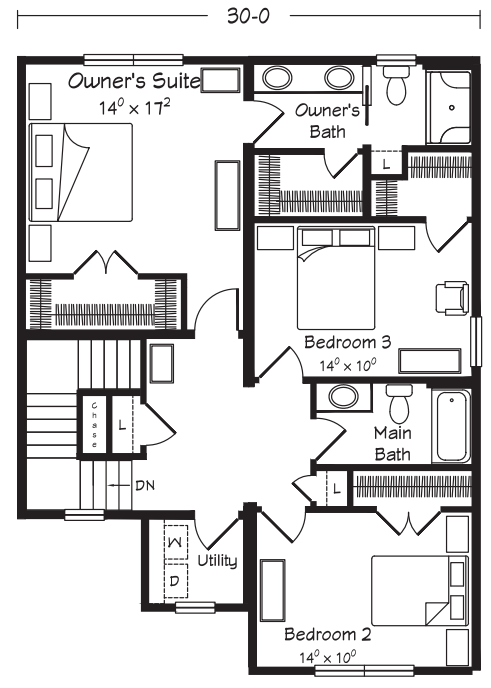 30-0
Owner's Suite
14⁰ × 17²
Owner's
Bath
L
Bedroom 3
14⁰ × 10⁰
Chase
L
Main
Bath
DN
L
W
D
Utility
Bedroom 2
14⁰ × 10⁰